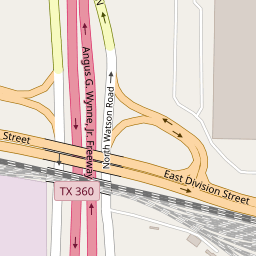 Angus G. Wynne, Jr. Freeway
North Watson Road
Street
East Division Street
TX 360